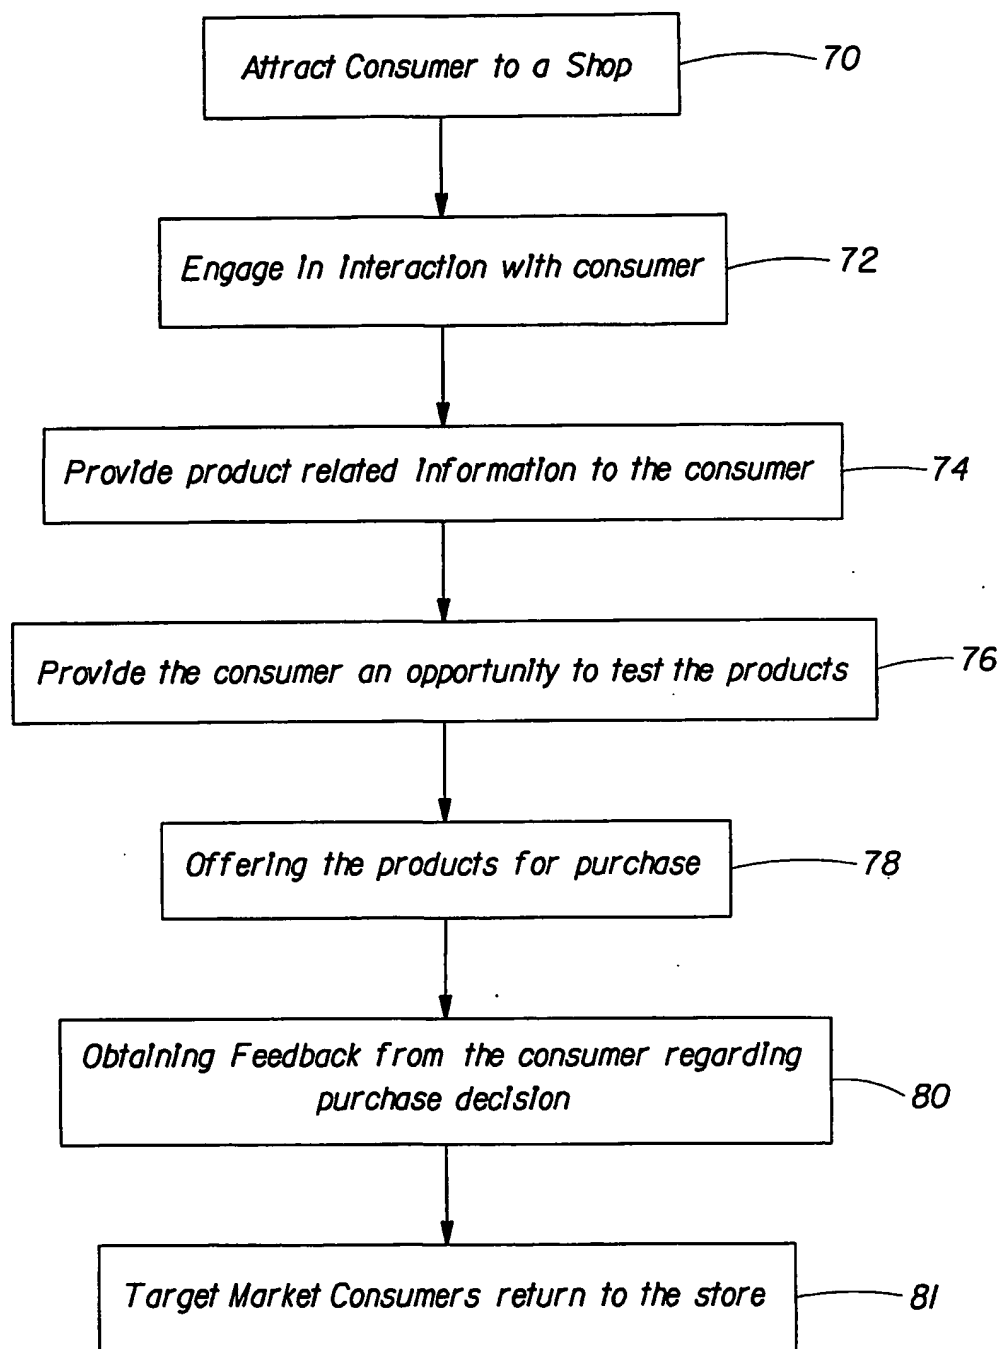 Attract Consumer to a Shop
70
Engage in interaction with consumer
72
Provide product related information to the consumer
74
Provide the consumer an opportunity to test the products
76
Offering the products for purchase
78
Obtaining Feedback from the consumer regarding
purchase decision
80
Target Market Consumers return to the store
81